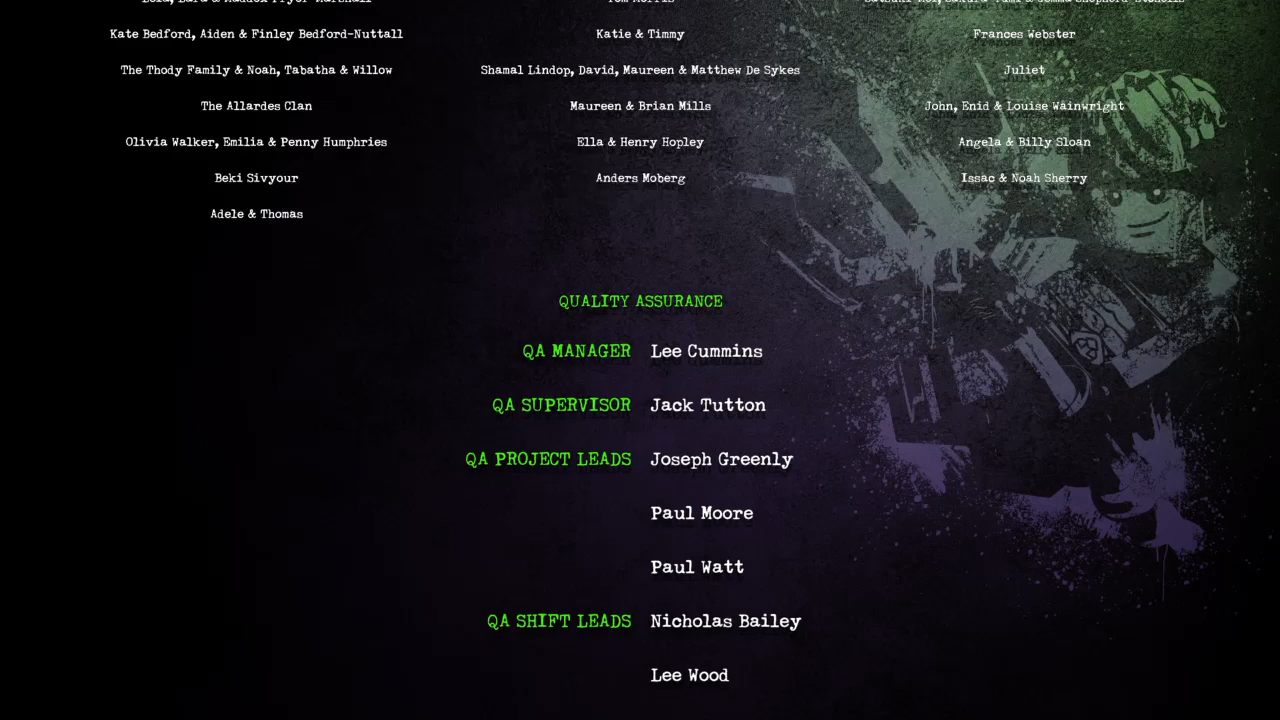 Tom Morris
Kate Bedford, Aiden & Finley Bedford-Nuttall
Katie & Timmy
Frances Webster
The Thody Family & Noah, Tabatha & Willow
Shamal Lindop, David, Maureen & Matthew De Sykes
Juliet
The Allardes Clan
Maureen & Brian Mills
John, Enid & Louise Wainwright
Olivia Walker, Emilia & Penny Humphries
Ella & Henry Hopley
Angela & Billy Sloan
Beki Sivyour
Anders Moberg
Issac & Noah Sherry
Adele & Thomas
QUALITY ASSURANCE
QA MANAGER Lee Cummins
QA SUPERVISOR Jack Tutton
QA PROJECT LEADS Joseph Greenly
Paul Moore
Paul Watt
QA SHIFT LEADS Nicholas Bailey
Lee Wood